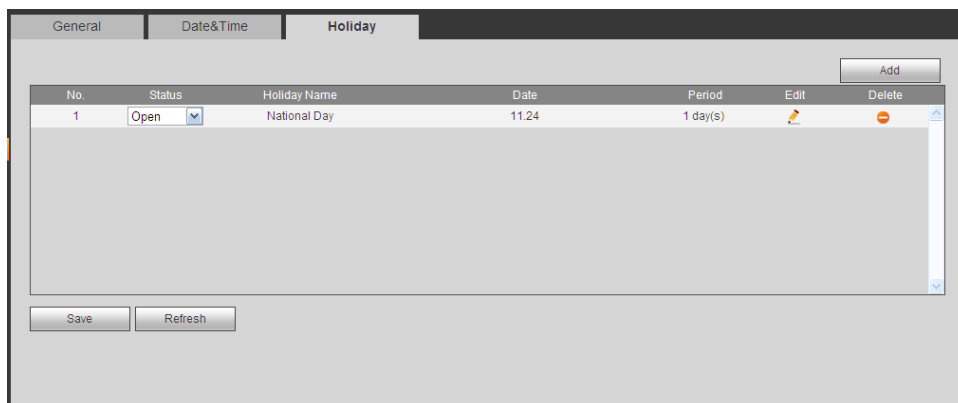 General Date&Time Holiday
Add
No. Status Holiday Name Date Period Edit Delete
1 Open National Day 11.24 1 day(s)
Save Refresh